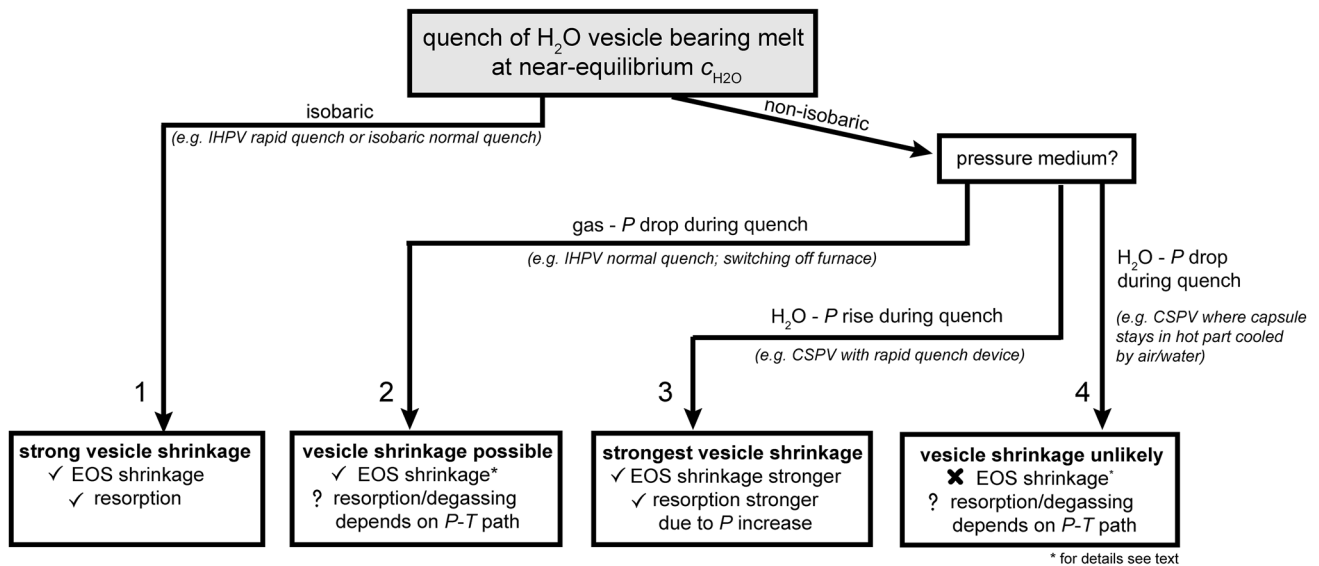 quench of H2O vesicle bearing melt
at near-equilibrium cH2O
isobaric
(e.g. IHPV rapid quench or isobaric normal quench)
non-isobaric
pressure medium?
gas - P drop during quench
(e.g. IHPV normal quench; switching off furnace)
H2O - P rise during quench
(e.g. CSPV with rapid quench device)
H2O - P drop
during quench
(e.g. CSPV where capsule
stays in hot part cooled
by air/water)
1
strong vesicle shrinkage
✓ EOS shrinkage
✓ resorption
2
vesicle shrinkage possible
✓ EOS shrinkage*
? resorption/degassing
depends on P-T path
3
strongest vesicle shrinkage
✓ EOS shrinkage stronger
✓ resorption stronger
due to P increase
4
vesicle shrinkage unlikely
✖ EOS shrinkage*
? resorption/degassing
depends on P-T path
* for details see text